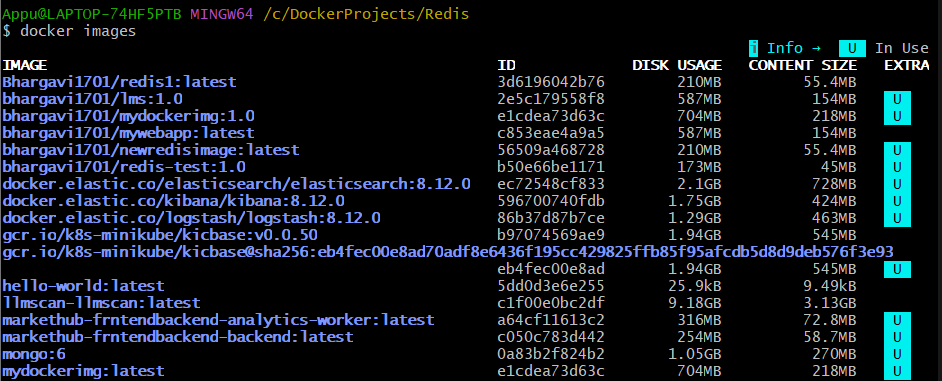 Appu@LAPTOP-74HF5PTB MINGW64 /c/DockerProjects/Redis
$ docker images
i Info → U In Use
IMAGE ID DISK USAGE CONTENT SIZE EXTRA
Bhargavi1701/redis1:latest 3d6196042b76 210MB 55.4MB
bhargavi1701/lms:1.0 2e5c179558f8 587MB 154MB U
bhargavi1701/mydockerimg:1.0 e1cdea73d63c 704MB 218MB U
bhargavi1701/mywebapp:latest c853eae4a9a5 587MB 154MB
bhargavi1701/newredisimage:latest 56509a468728 210MB 55.4MB U
bhargavi1701/redis-test:1.0 b50e66be1171 173MB 45MB U
docker.elastic.co/elasticsearch/elasticsearch:8.12.0 ec72548cf833 2.1GB 728MB U
docker.elastic.co/kibana/kibana:8.12.0 596700740fdb 1.75GB 424MB U
docker.elastic.co/logstash/logstash:8.12.0 86b37d87b7ce 1.29GB 463MB U
gcr.io/k8s-minikube/kicbase:v0.0.50 b97074569ae9 1.94GB 545MB
gcr.io/k8s-minikube/kicbase@sha256:eb4fec00e8ad70adf8e6436f195cc429825ffb85f95afcdb5d8d9deb576f3e93
eb4fec00e8ad 1.94GB 545MB U
hello-world:latest 5dd0d3e6e255 25.9kB 9.49kB
llmscan-llmscan:latest c1f00e0bc2df 9.18GB 3.13GB
markethub-frntendbackend-analytics-worker:latest a64cf11613c2 316MB 72.8MB U
markethub-frntendbackend-backend:latest c050c783d442 254MB 58.7MB U
mongo:6 0a83b2f824b2 1.05GB 270MB U
mydockerimg:latest e1cdea73d63c 704MB 218MB U